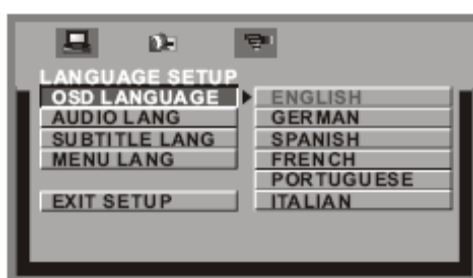 LANGUAGE SETUP
OSD LANGUAGE
AUDIO LANG
SUBTITLE LANG
MENU LANG
EXIT SETUP
ENGLISH
GERMAN
SPANISH
FRENCH
PORTUGUESE
ITALIAN